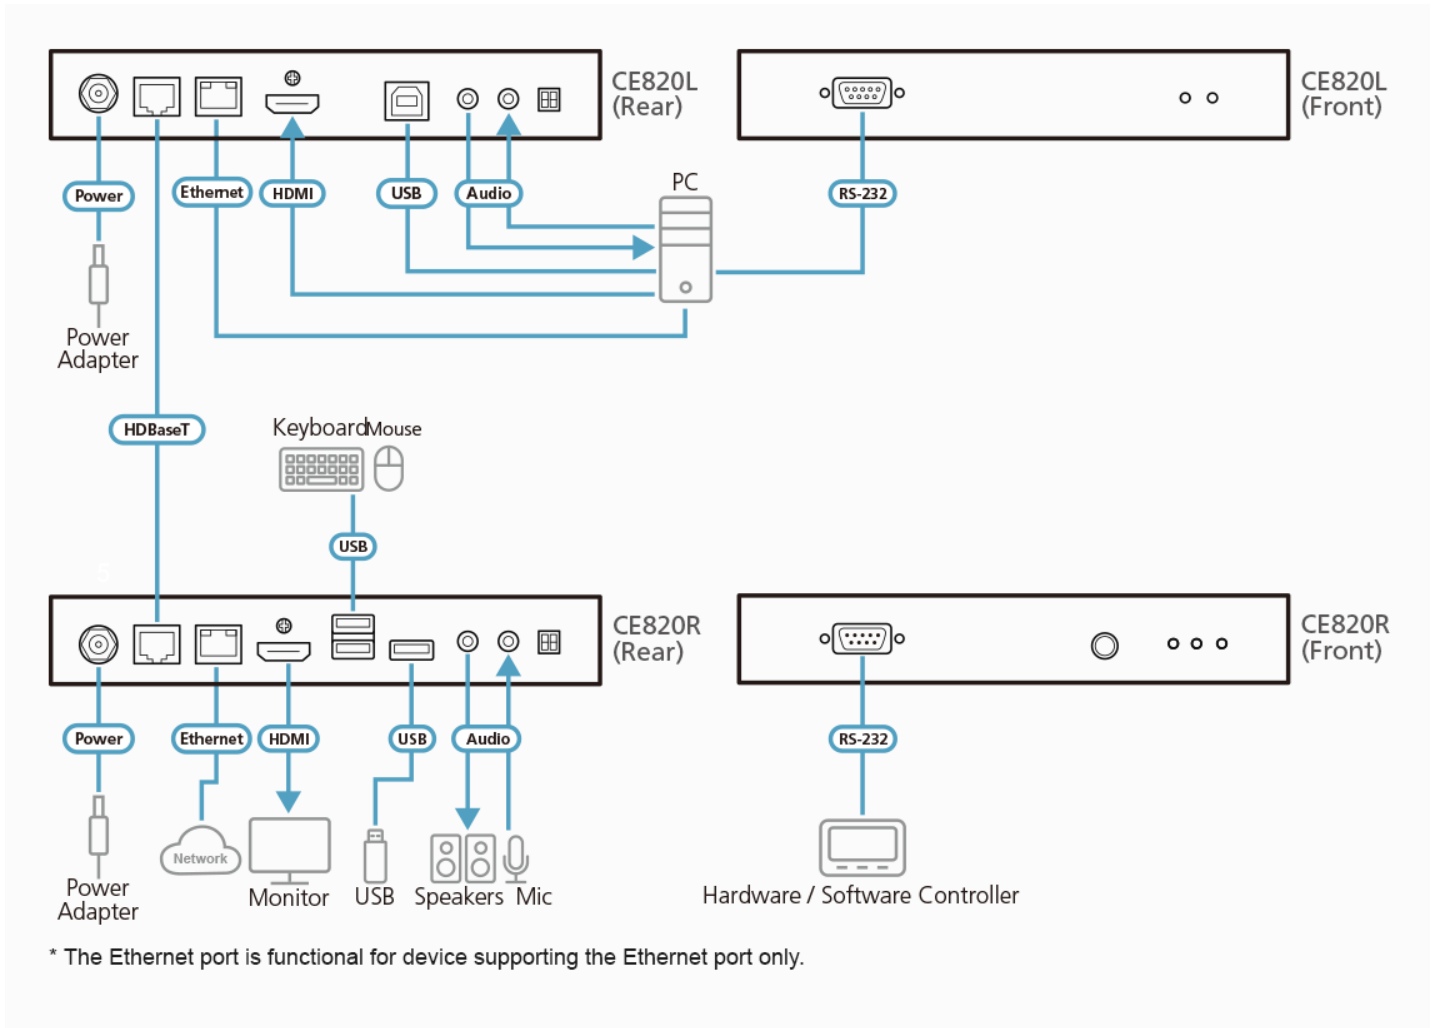 CE820L
(Rear)
CE820L
(Front)
Power
Ethernet
HDMI
USB
Audio
PC
RS-232
Power
Adapter
HDBaseT
Keyboard
Mouse
USB
5
CE820R
(Rear)
CE820R
(Front)
Power
Ethernet
HDMI
USB
Audio
RS-232
Network
Power
Adapter
Monitor
USB
Speakers
Mic
Hardware / Software Controller
* The Ethernet port is functional for device supporting the Ethernet port only.